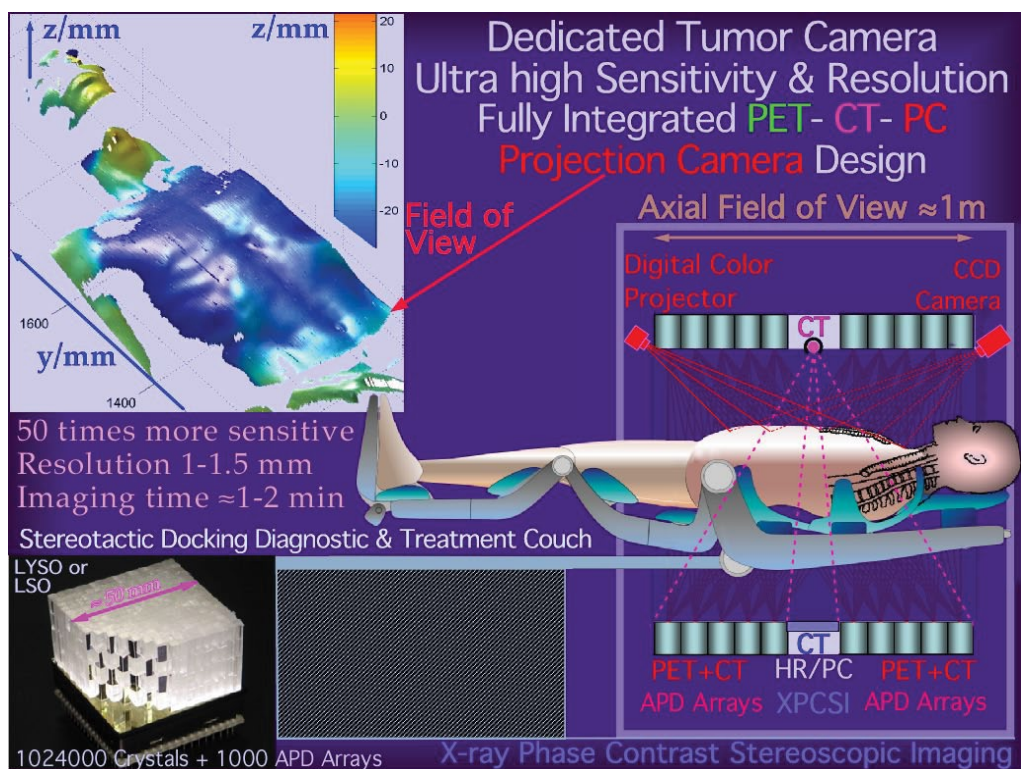 z/mm
z/mm
20
10
0
-10
-20
1600
y/mm
1400
Dedicated Tumor Camera
Ultra high Sensitivity & Resolution
Fully Integrated PET- CT- PC
Projection Camera Design
Field of
View
Axial Field of View ≈1m
Digital Color
Projector
CCD
Camera
CT
50 times more sensitive
Resolution 1-1.5 mm
Imaging time ≈1-2 min
Stereotactic Docking Diagnostic & Treatment Couch
LYSO or
LSO
≈ 50 mm
1024000 Crystals + 1000 APD Arrays
CT
PET+CT HR/PC PET+CT
APD Arrays XPCSI APD Arrays
X-ray Phase Contrast Stereoscopic Imaging